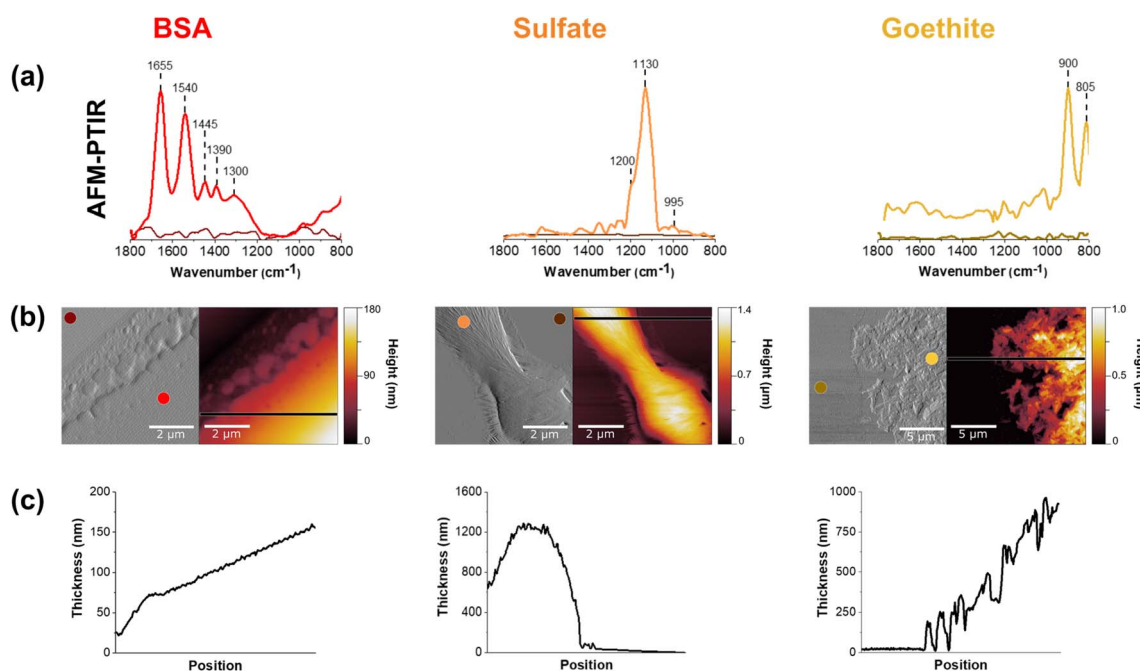 BSA Sulfate Goethite
(a)
AFM-PTIR
1655
1540
1445
1390
1300
1800 1600 1400 1200 1000 800
Wavenumber (cm-1)
1130
1200
995
1800 1600 1400 1200 1000 800
Wavenumber (cm-1)
900
805
1800 1600 1400 1200 1000 800
Wavenumber (cm-1)
(b)
2 µm
2 µm
180
90
0
Height (nm)
2 µm
2 µm
1.4
0.7
0
Height (µm)
5 µm
5 µm
1.0
0.5
0
Height (µm)
(c)
Thickness (nm)
200
150
100
50
0
Position
Thickness (nm)
1600
1200
800
400
0
Position
Thickness (nm)
1000
750
500
250
0
Position